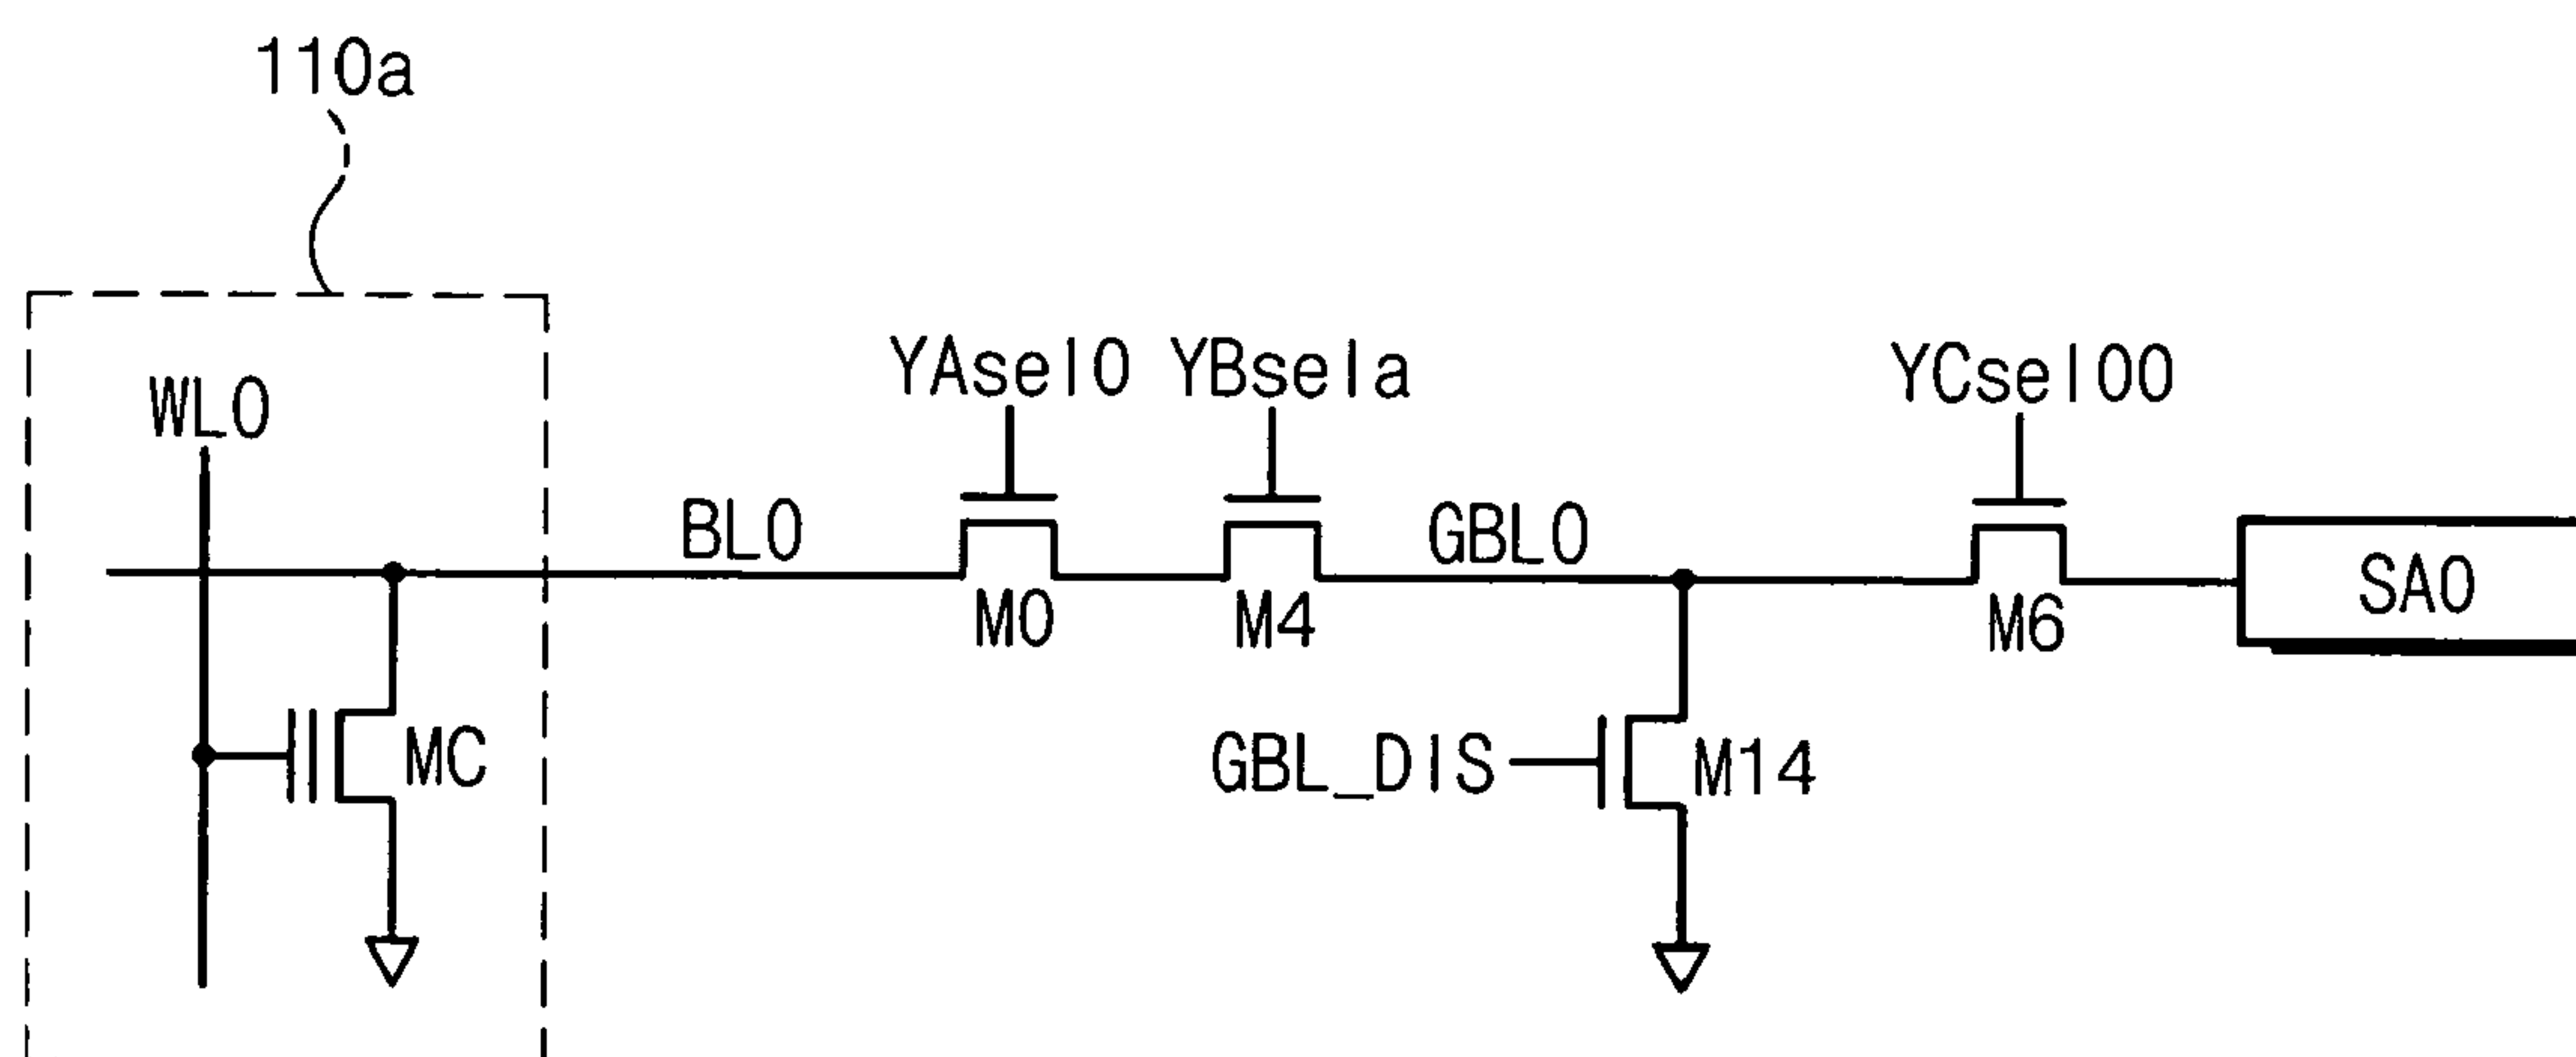 110a
WL0
YAsel0 YBsela YCsel00
BL0 GBL0
M0 M4 M6 SA0
MC GBL_DIS M14